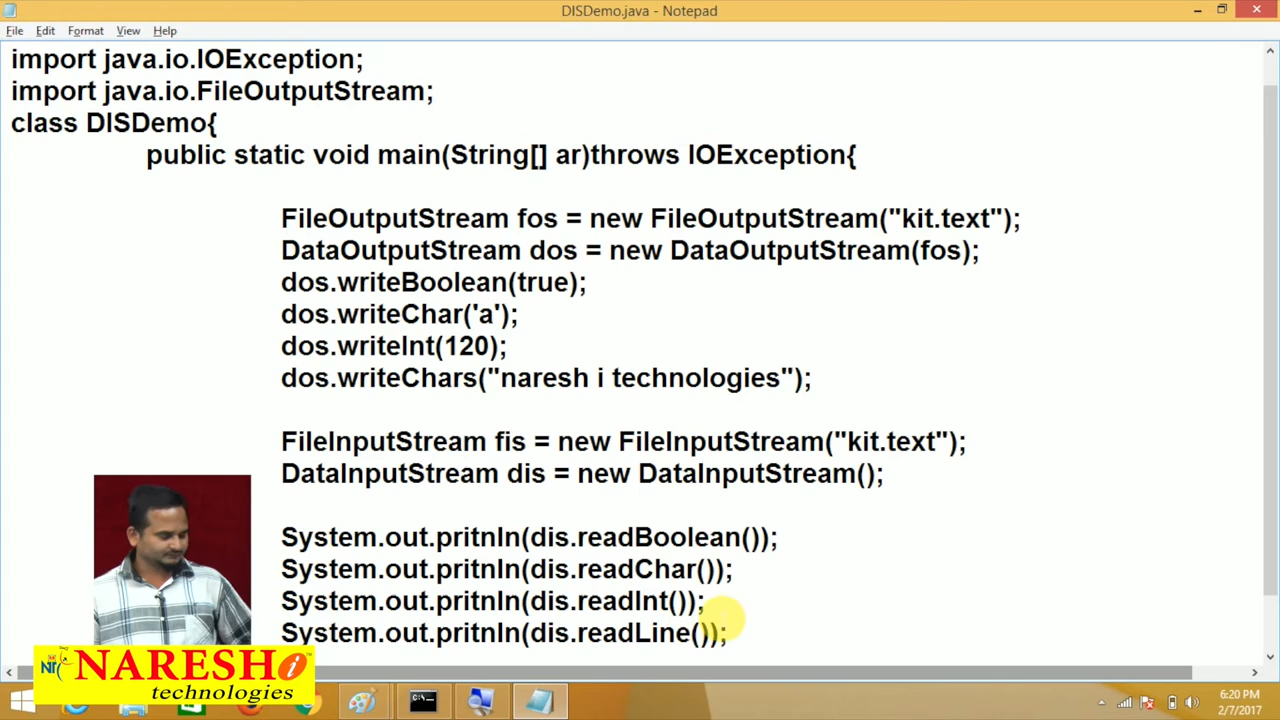 DISDemo.java - Notepad
File Edit Format View Help
import java.io.IOException;
import java.io.FileOutputStream;
class DISDemo{
public static void main(String[] ar)throws IOException{
FileOutputStream fos = new FileOutputStream("kit.text");
DataOutputStream dos = new DataOutputStream(fos);
dos.writeBoolean(true);
dos.writeChar('a');
dos.writeInt(120);
dos.writeChars("naresh i technologies");
FileInputStream fis = new FileInputStream("kit.text");
DataInputStream dis = new DataInputStream();
System.out.pritnln(dis.readBoolean());
System.out.pritnln(dis.readChar());
System.out.pritnln(dis.readInt());
System.out.pritnln(dis.readLine());
NARESH i
technologies
6:20 PM
2/7/2017